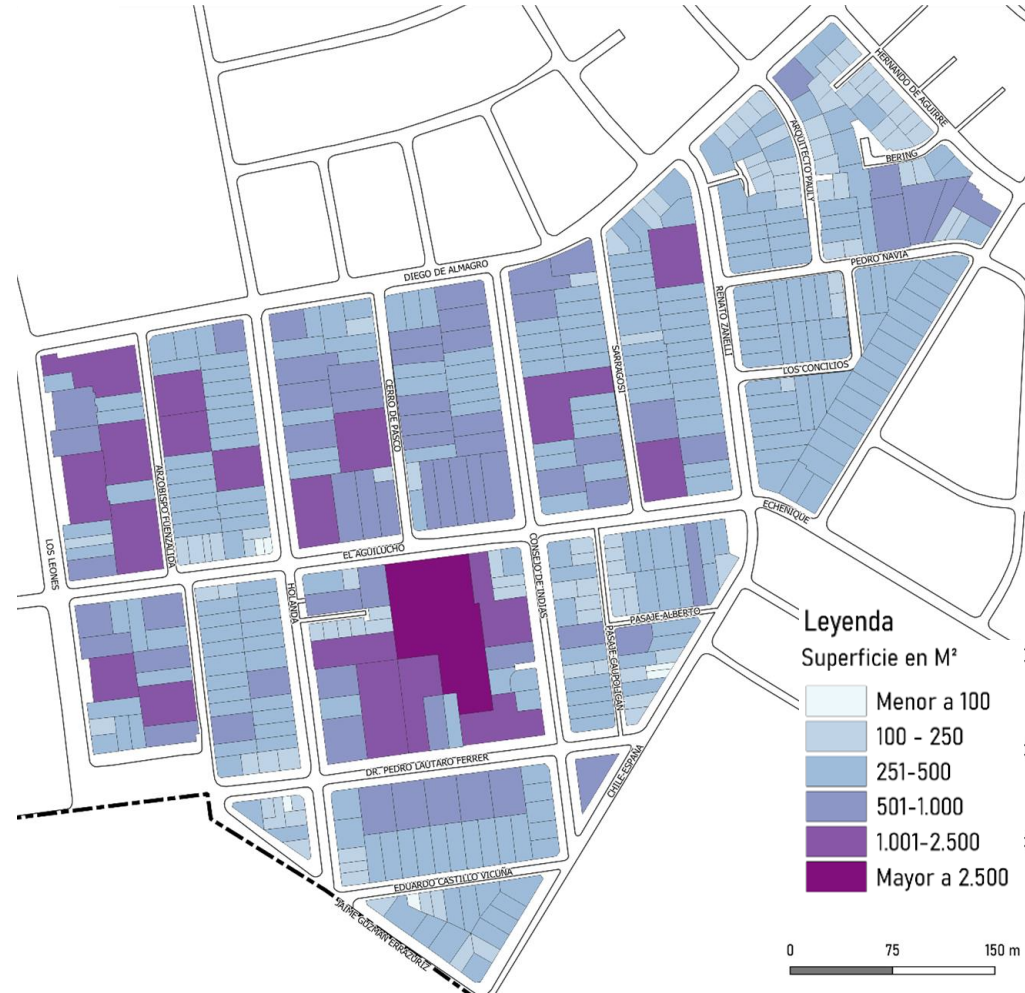 HERNANDO DE AGUIRRE
ARQUITECTO PAULY
BERING
PEDRO NAVIA
DIEGO DE ALMAGRO
RENATO ZANELLI
SARRAGOSI
LOS CONCILIOS
CERRO DE PASCO
ARZOBISPO FUENZALIDA
LOS LEONES
EL AGUILUCHO
ECHENIQUE
HOLANDA
CONSEJO DE INDIAS
PASAJE ALBERTO
PASAJE CAUPOLICAN
DR. PEDRO LAUTARO FERRER
CHILE-ESPAÑA
EDUARDO CASTILLO VICUÑA
JAIME GUZMAN ERRAZURIZ
Leyenda
Superficie en M²
Menor a 100
100 - 250
251-500
501-1.000
1.001-2.500
Mayor a 2.500
0 75 150 m